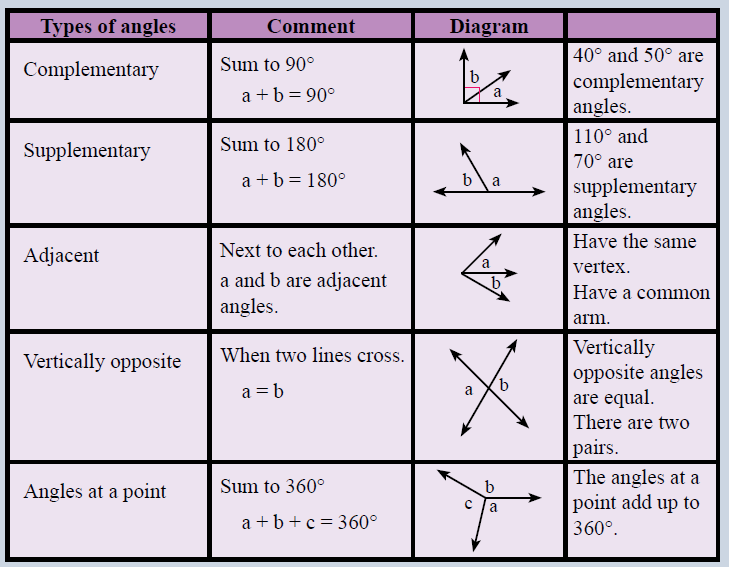 Types of angles
Comment
Diagram
Complementary
Sum to 90°
a + b = 90°
b
a
40° and 50° are
complementary
angles.
Supplementary
Sum to 180°
a + b = 180°
b
a
110° and
70° are
supplementary
angles.
Adjacent
Next to each other.
a and b are adjacent
angles.
a
b
Have the same
vertex.
Have a common
arm.
Vertically opposite
When two lines cross.
a = b
a
b
Vertically
opposite angles
are equal.
There are two
pairs.
Angles at a point
Sum to 360°
a + b + c = 360°
b
c
a
The angles at a
point add up to
360°.